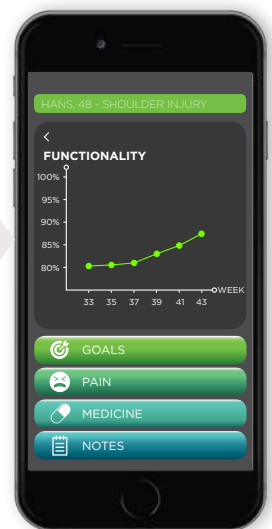 HANS, 48 - SHOULDER INJURY
FUNCTIONALITY
100%
95%
90%
85%
80%
WEEK
33 35 37 39 41 43
GOALS
PAIN
MEDICINE
NOTES